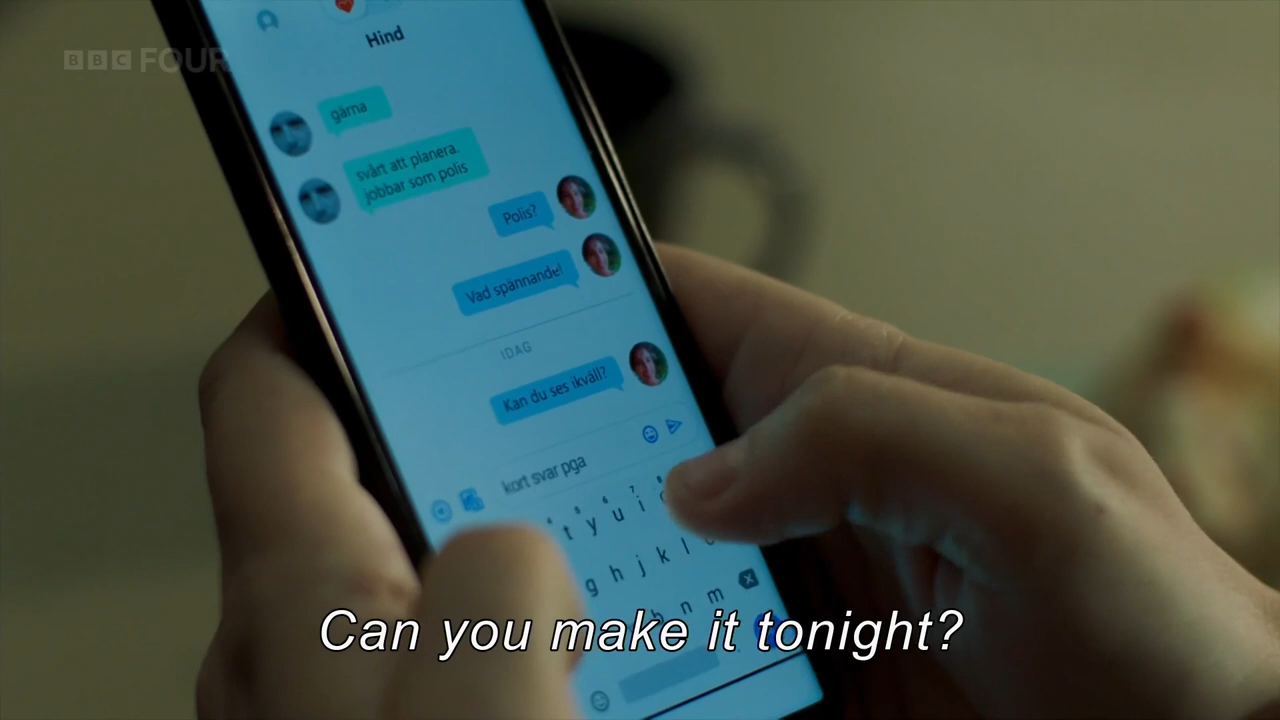 BBC FOUR
Hind
gärna
svårt att planera.
jobbar som polis
Polis?
Vad spännande!
IDAG
Kan du ses ikväll?
kort svar pga
t y u i
g h j k l
b n m
Can you make it tonight?